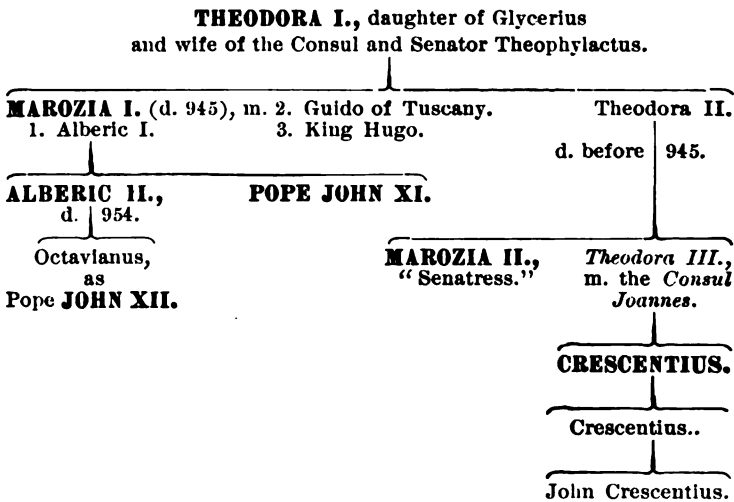 THEODORA I., daughter of Glycerius
and wife of the Consul and Senator Theophylactus.
MAROZIA I. (d. 945), m. 2. Guido of Tuscany.
1. Alberic I.
3. King Hugo.
Theodora II.
d. before 945.
ALBERIC II.,
d. 954.
POPE JOHN XI.
Octavianus,
as
Pope JOHN XII.
MAROZIA II.,
“Senatress.”
Theodora III.,
m. the Consul
Joannes.
CRESCENTIUS.
Crescentius..
John Crescentius.